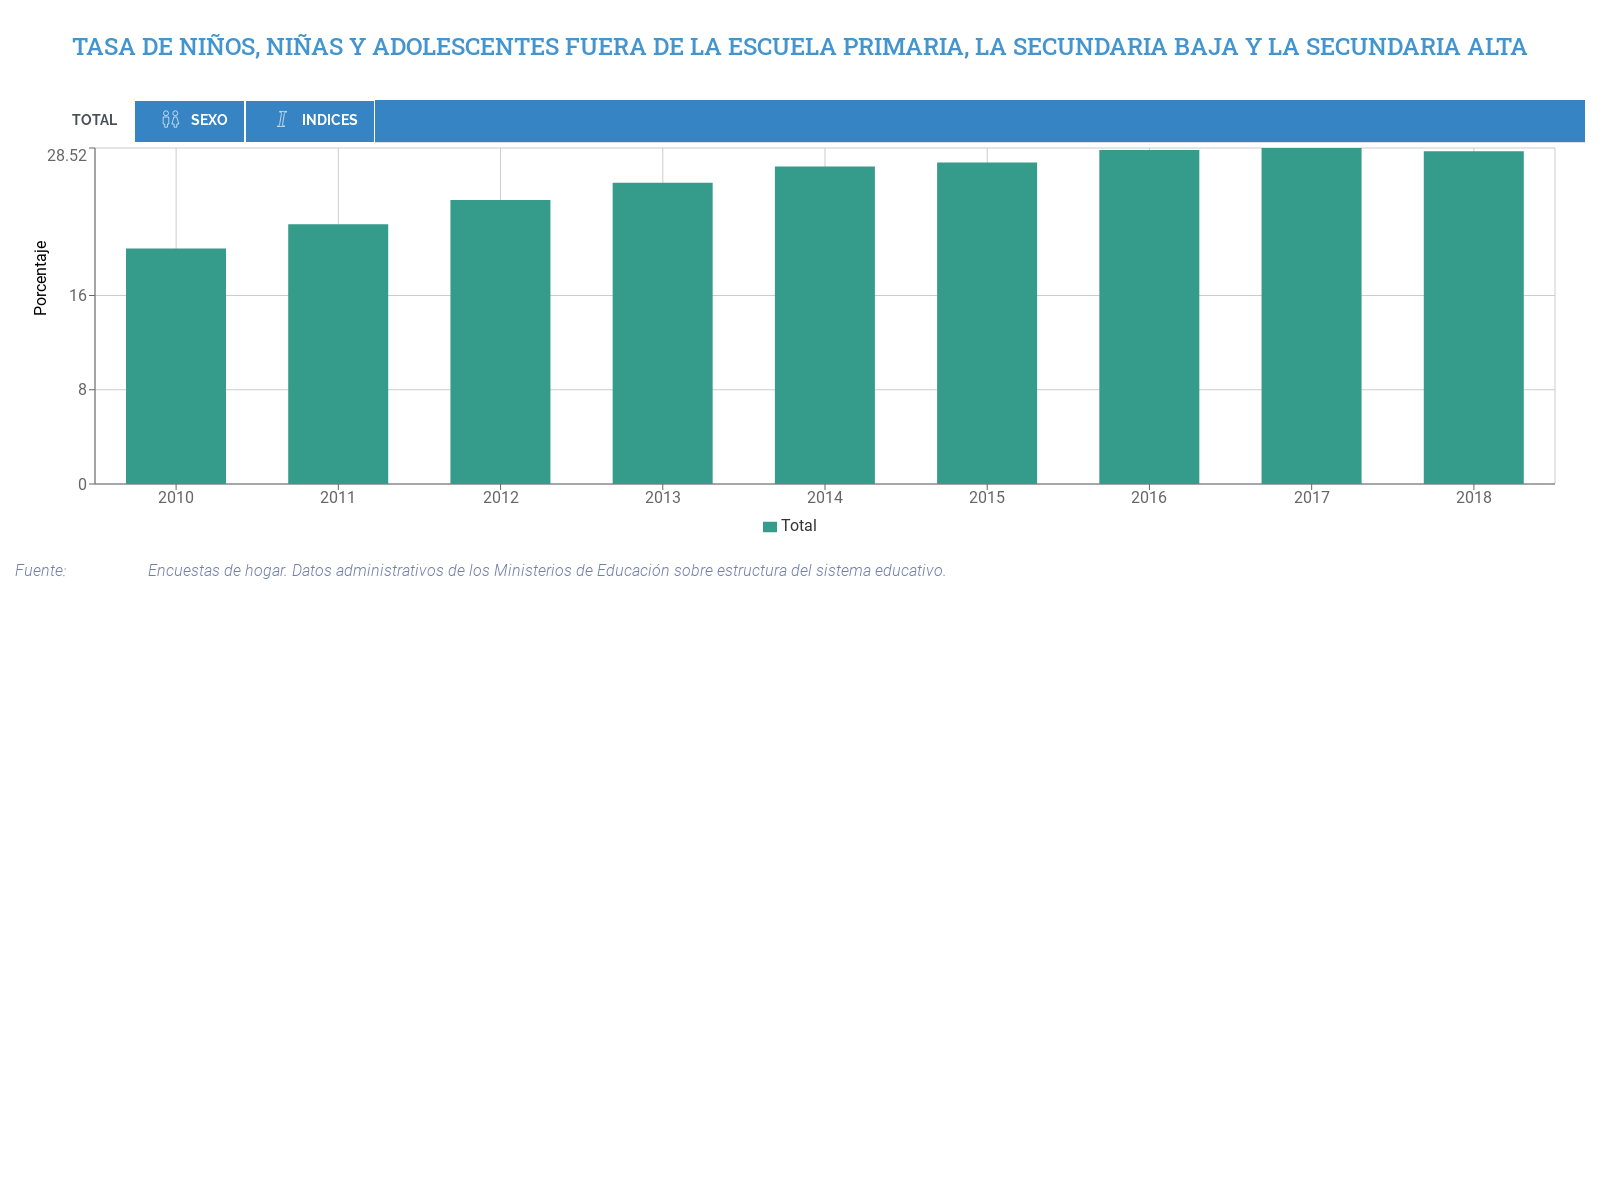 TASA DE NIÑOS, NIÑAS Y ADOLESCENTES FUERA DE LA ESCUELA PRIMARIA, LA SECUNDARIA BAJA Y LA SECUNDARIA ALTA
TOTAL SEXO INDICES
28.52
16
8
0
Porcentaje
2010 2011 2012 2013 2014 2015 2016 2017 2018
Total
Fuente: Encuestas de hogar. Datos administrativos de los Ministerios de Educación sobre estructura del sistema educativo.